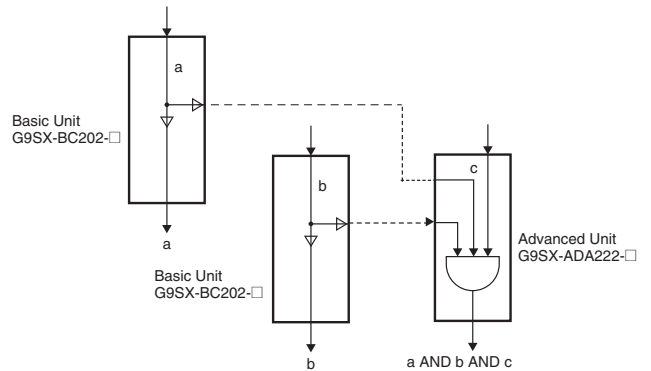 a
Basic Unit
G9SX-BC202-□
a
b
c
Advanced Unit
G9SX-ADA222-□
Basic Unit
G9SX-BC202-□
b
a AND b AND c